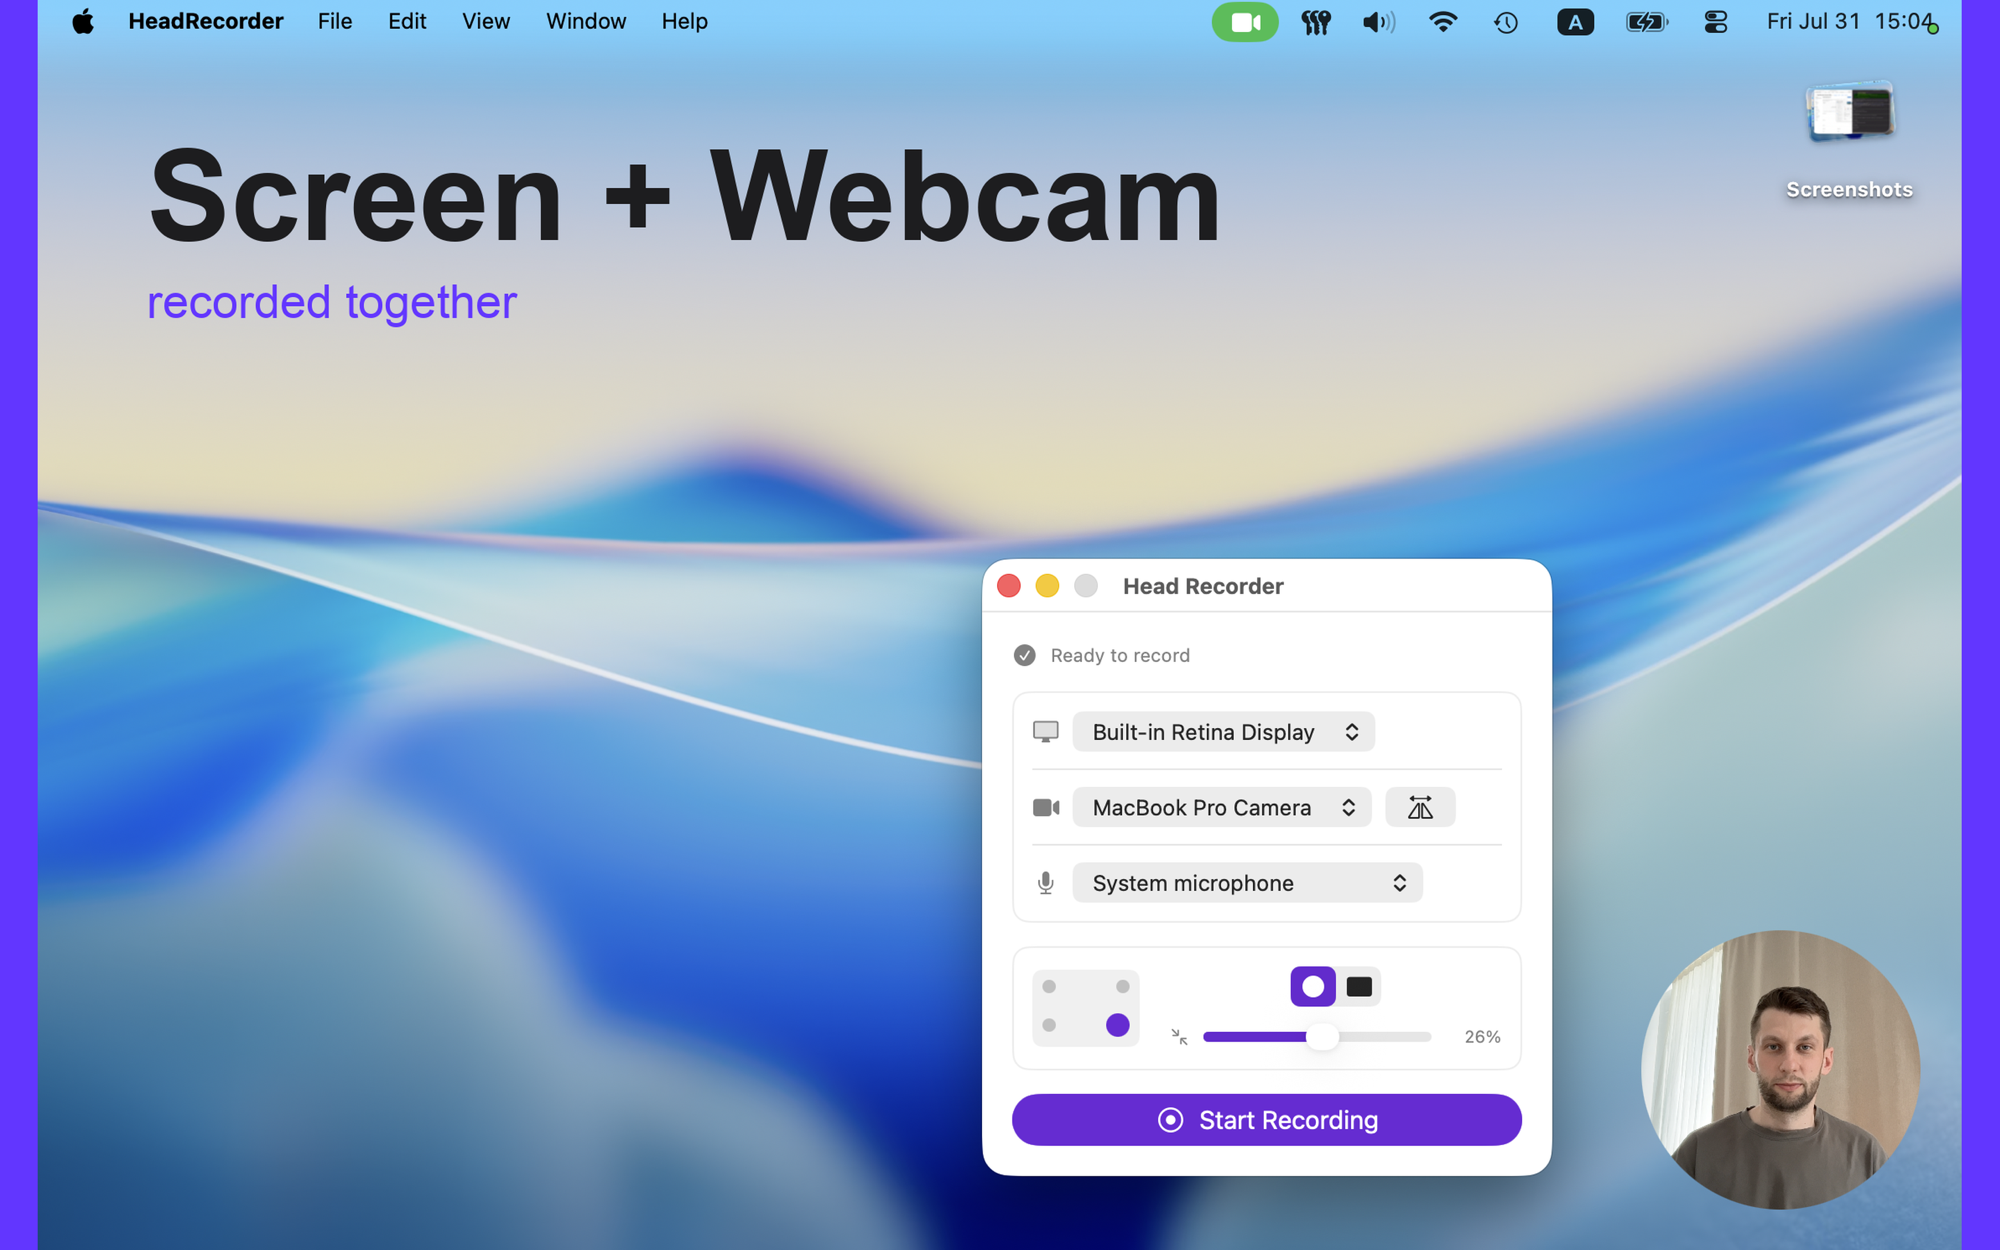 HeadRecorder File Edit View Window Help A Fri Jul 31 15:04
Screenshots
Screen + Webcam
recorded together
Head Recorder
Ready to record
Built-in Retina Display
MacBook Pro Camera
System microphone
26%
Start Recording